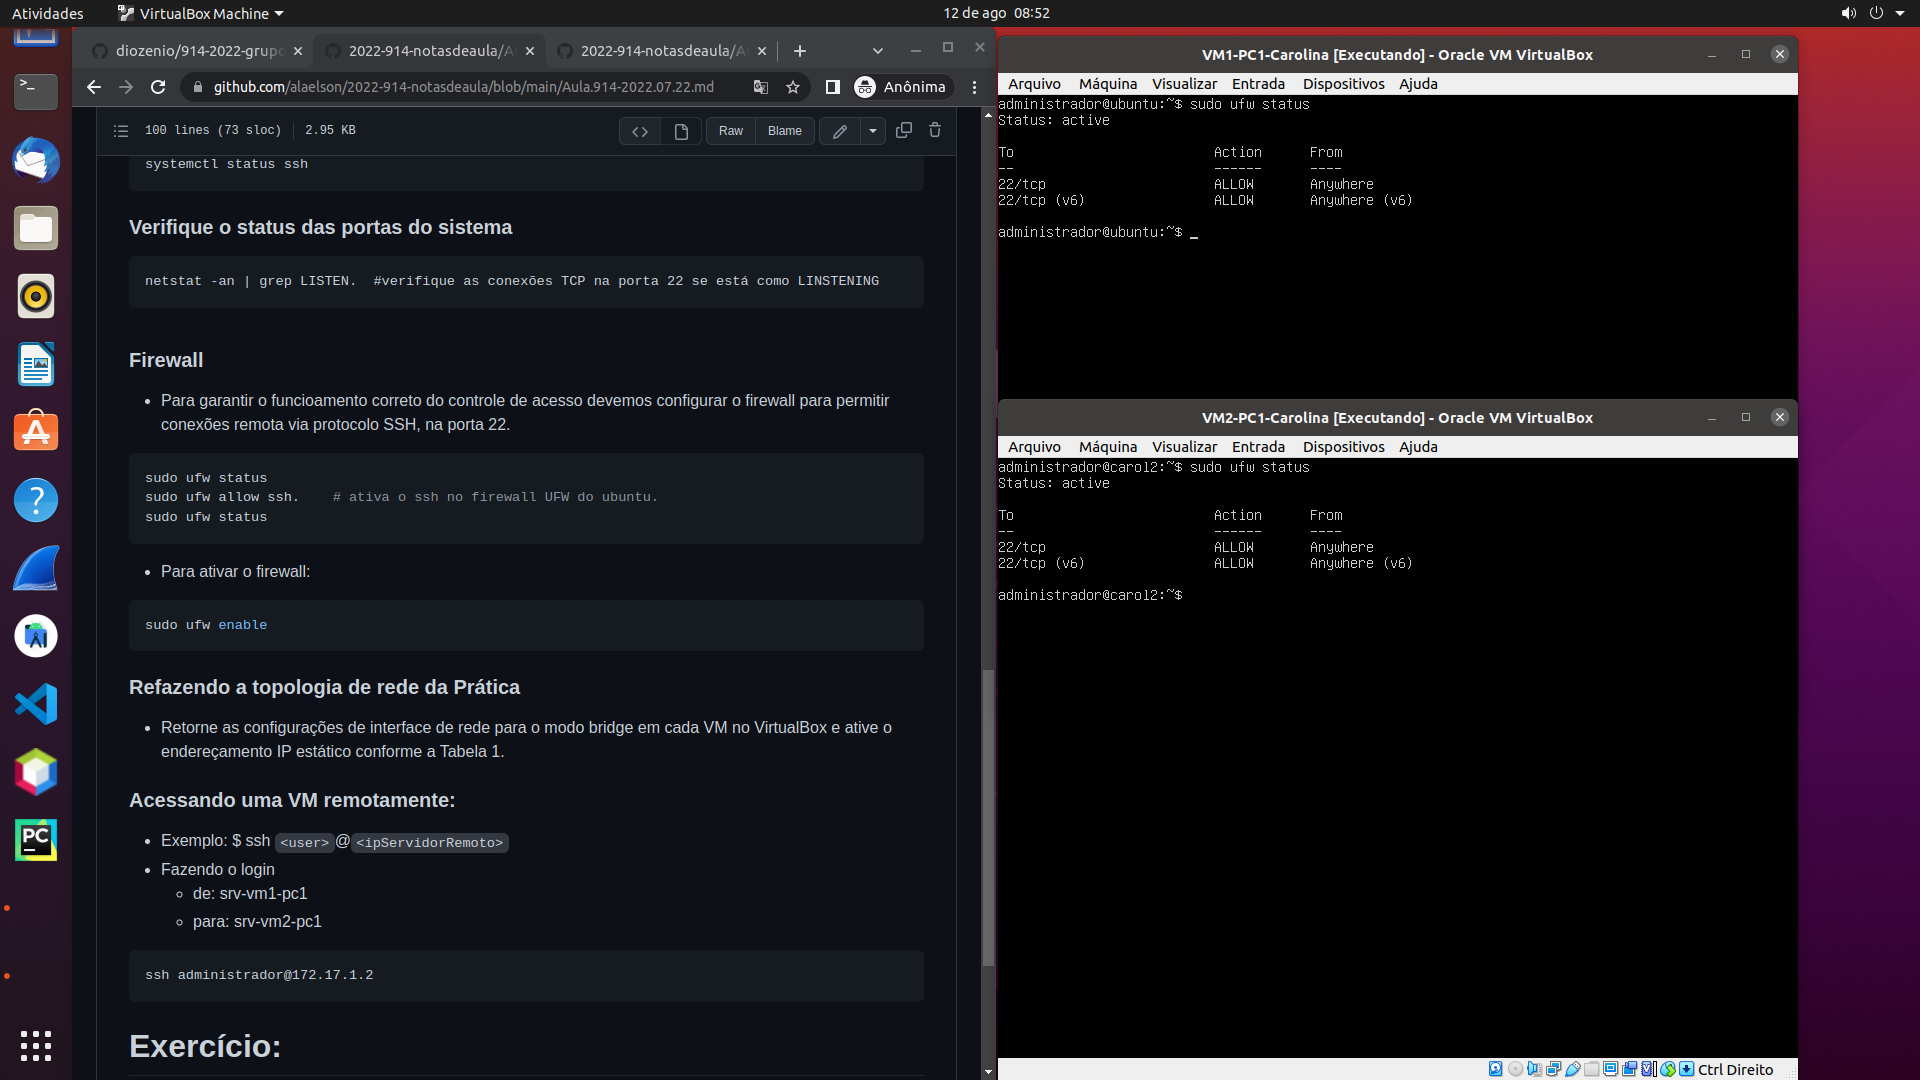 Atividades
VirtualBox Machine
12 de ago 08:52
diozenio/914-2022-grupo
2022-914-notasdeaula/A
2022-914-notasdeaula/A
github.com/alaelson/2022-914-notasdeaula/blob/main/Aula.914-2022.07.22.md
Anônima
100 lines (73 sloc)
2.95 KB
Raw
Blame
systemctl status ssh
Verifique o status das portas do sistema
netstat -an | grep LISTEN.  #verifique as conexões TCP na porta 22 se está como LINSTENING
Firewall
Para garantir o funcioamento correto do controle de acesso devemos configurar o firewall para permitir
conexões remota via protocolo SSH, na porta 22.
sudo ufw status
sudo ufw allow ssh.    # ativa o ssh no firewall UFW do ubuntu.
sudo ufw status
Para ativar o firewall:
sudo ufw enable
Refazendo a topologia de rede da Prática
Retorne as configurações de interface de rede para o modo bridge em cada VM no VirtualBox e ative o
endereçamento IP estático conforme a Tabela 1.
Acessando uma VM remotamente:
Exemplo: $ ssh <user>@<ipServidorRemoto>
Fazendo o login
de: srv-vm1-pc1
para: srv-vm2-pc1
ssh administrador@172.17.1.2
Exercício:
VM1-PC1-Carolina [Executando] - Oracle VM VirtualBox
Arquivo Máquina Visualizar Entrada Dispositivos Ajuda
administrador@ubuntu:~$ sudo ufw status
Status: active
To Action From
-- ------ ----
22/tcp ALLOW Anywhere
22/tcp (v6) ALLOW Anywhere (v6)
administrador@ubuntu:~$ _
VM2-PC1-Carolina [Executando] - Oracle VM VirtualBox
Arquivo Máquina Visualizar Entrada Dispositivos Ajuda
administrador@carol2:~$ sudo ufw status
Status: active
To Action From
-- ------ ----
22/tcp ALLOW Anywhere
22/tcp (v6) ALLOW Anywhere (v6)
administrador@carol2:~$
Ctrl Direito
PC